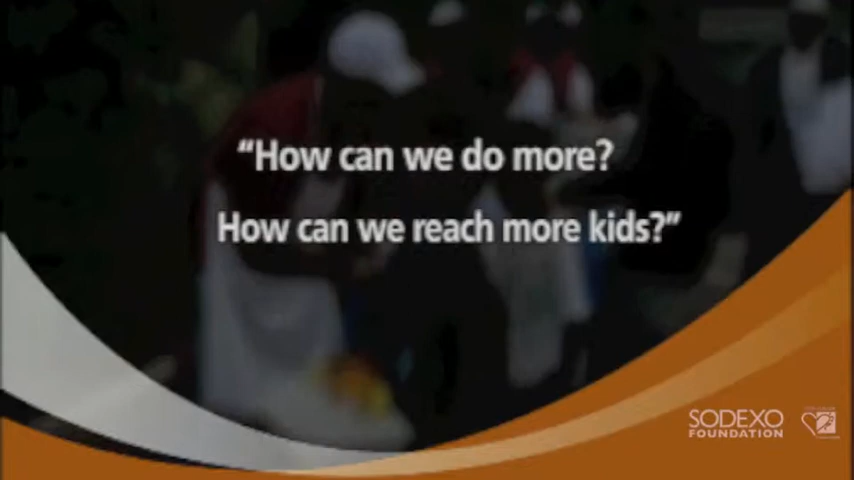 “How can we do more?
How can we reach more kids?”
SODEXO
FOUNDATION